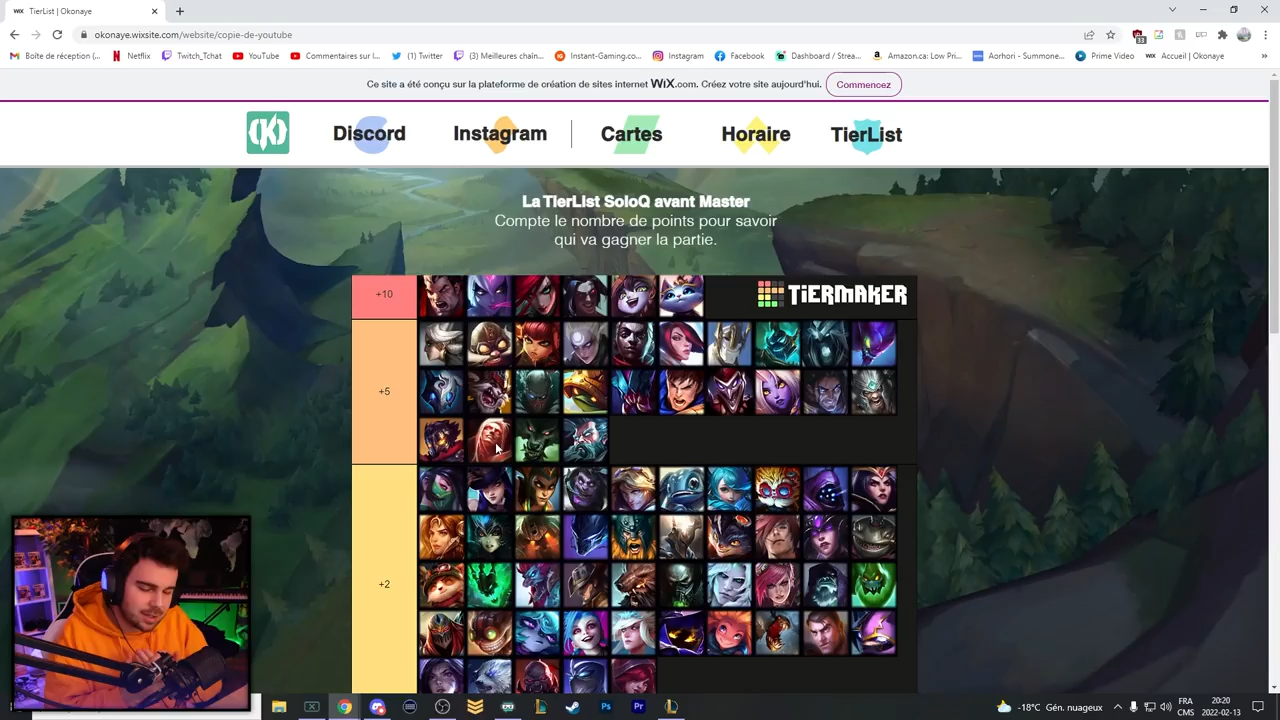 WiX TierList | Okonaye
okonaye.wixsite.com/website/copie-de-youtube
33
Boîte de réception (... Netflix Twitch_Tchat YouTube Commentaires sur l... (1) Twitter (3) Meilleures chaîn... Instant-Gaming.co... Instagram Facebook Dashboard / Strea... Amazon.ca: Low Pri... Aorhori - Summone... Prime Video WiX Accueil | Okonaye »
Ce site a été conçu sur la plateforme de création de sites internet WiX.com. Créez votre site aujourd'hui. Commencez
Discord Instagram Cartes Horaire TierList
La TierList SoloQ avant Master
Compte le nombre de points pour savoir
qui va gagner la partie.
+10
TiERMAKER
+5
+2
Ps Pr
-18°C Gén. nuageux
FRA
CMS
20:20
2022-02-13